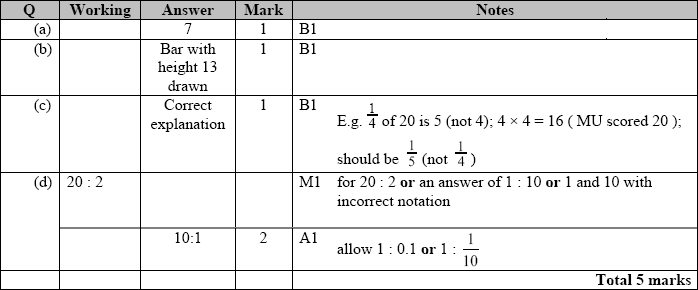 Q Working Answer Mark Notes
(a) 7 1 B1
(b) Bar with 1 B1
height 13
drawn
(c) Correct 1 B1
explanation E.g. 1/4 of 20 is 5 (not 4); 4 × 4 = 16 ( MU scored 20 );
should be 1/5 (not 1/4 )
(d) 20 : 2 M1 for 20 : 2 or an answer of 1 : 10 or 1 and 10 with
incorrect notation
10:1 2 A1 allow 1 : 0.1 or 1 : 1/10
Total 5 marks